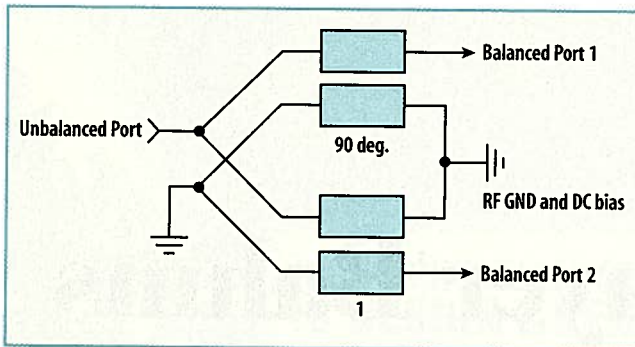 Balanced Port 1
Unbalanced Port
90 deg.
RF GND and DC bias
Balanced Port 2
1